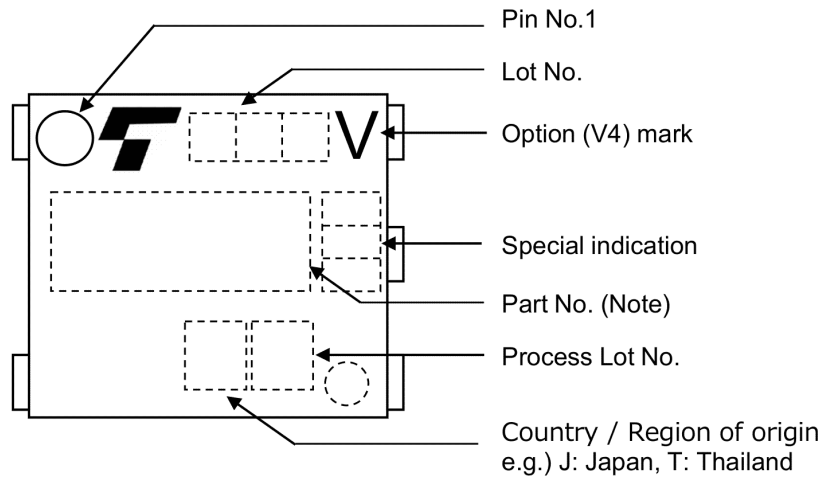 Pin No.1
Lot No.
V
Option (V4) mark
Special indication
Part No. (Note)
Process Lot No.
Country / Region of origin
e.g.) J: Japan, T: Thailand